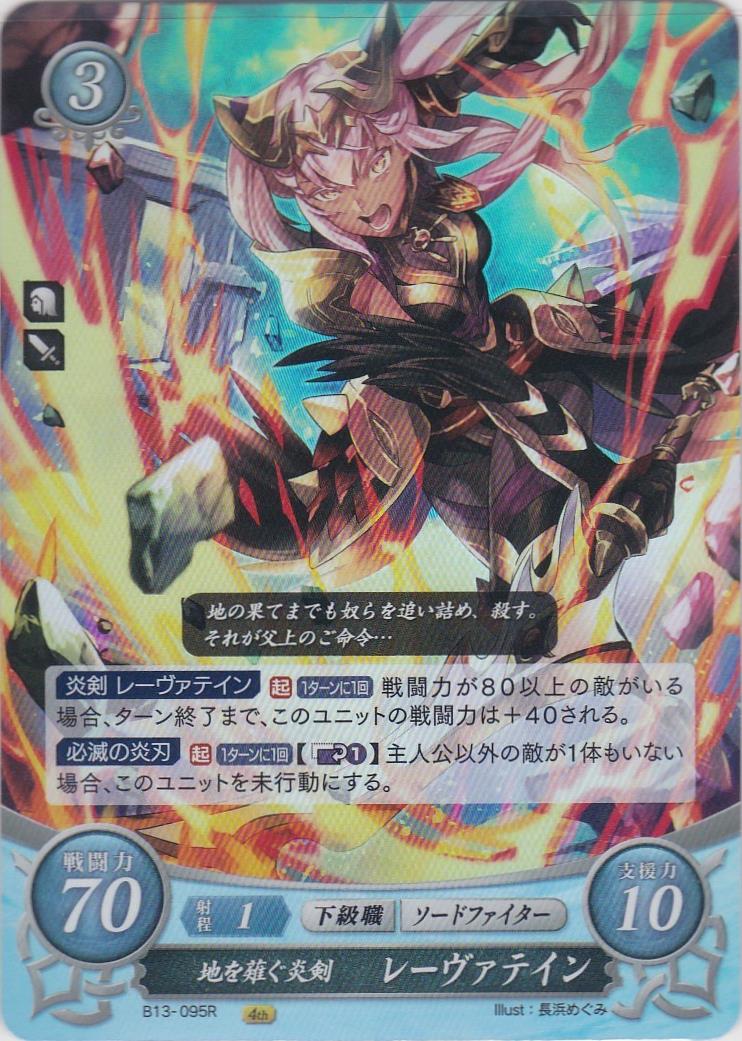 3
地の果てまでも奴らを追い詰め、殺す。
それが父上のご命令…
炎剣 レーヴァテイン 起 1ターンに1回 戦闘力が80以上の敵がいる
場合、ターン終了まで、このユニットの戦闘力は＋40される。
必滅の炎刃 起 1ターンに1回【1】主人公以外の敵が1体もいない
場合、このユニットを未行動にする。
戦闘力
70
射程 1
下級職
ソードファイター
支援力
10
地を薙ぐ炎剣 レーヴァテイン
B13-095R 4th
Illust：長浜めぐみ